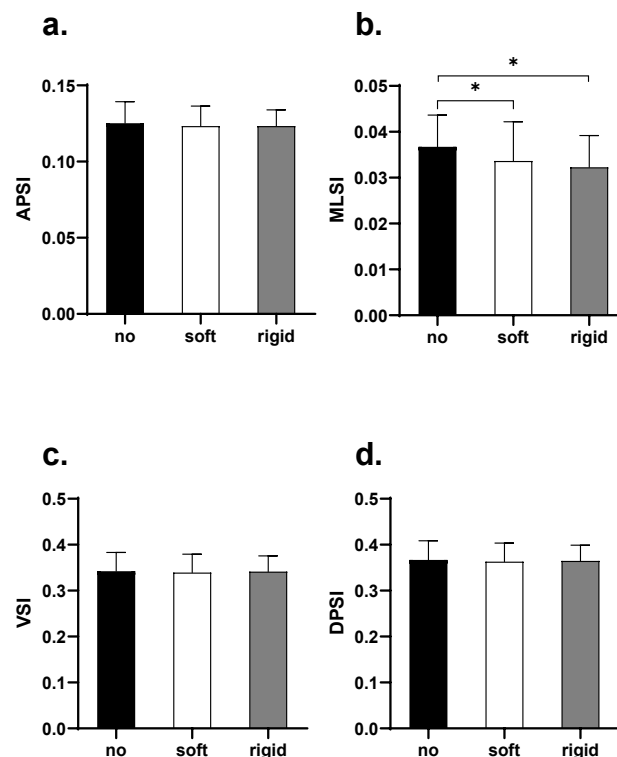 a.
APSI
0.15
0.10
0.05
0.00
no soft rigid
b.
MLSI
0.05
0.04
0.03
0.02
0.01
0.00
*
*
no soft rigid
c.
VSI
0.5
0.4
0.3
0.2
0.1
0.0
no soft rigid
d.
DPSI
0.5
0.4
0.3
0.2
0.1
0.0
no soft rigid